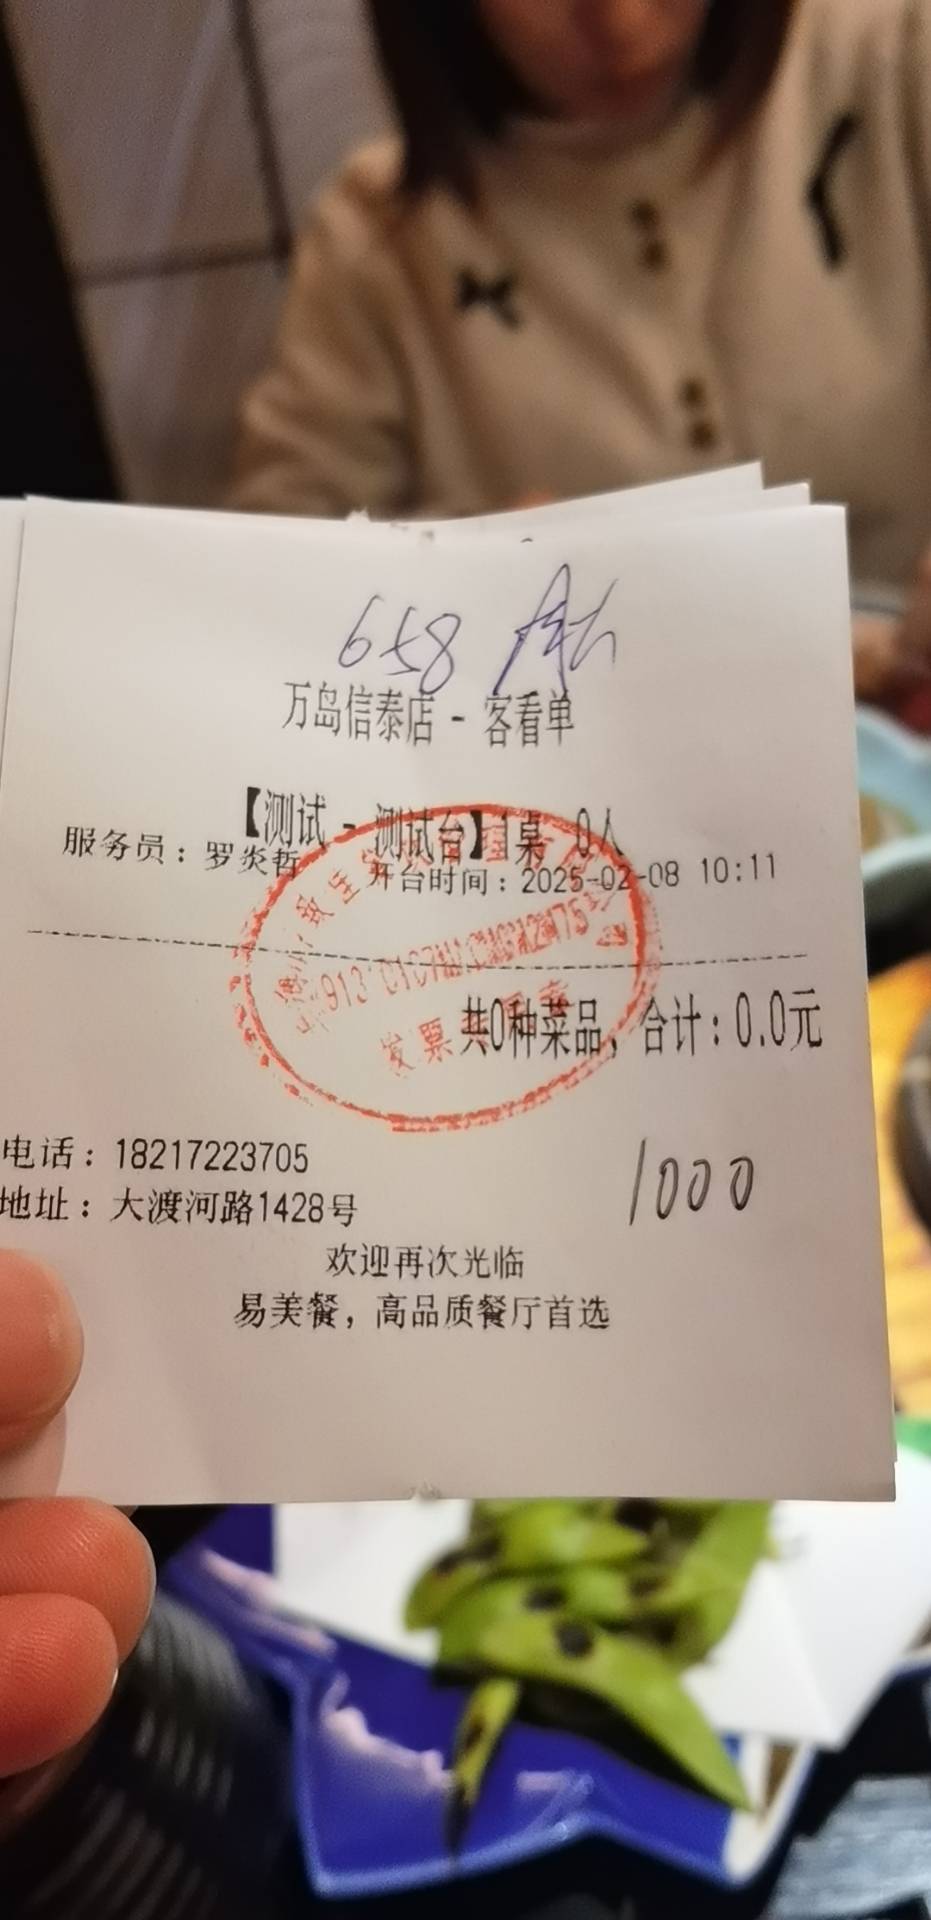 658
万岛信泰店 - 客看单
【测试 - 测试台】1桌 0人
服务员：罗炎哲 开台时间：2025-02-08 10:11
共0种菜品，合计：0.0元
发票
电话：18217223705
1000
地址：大渡河路1428号
欢迎再次光临
易美餐，高品质餐厅首选